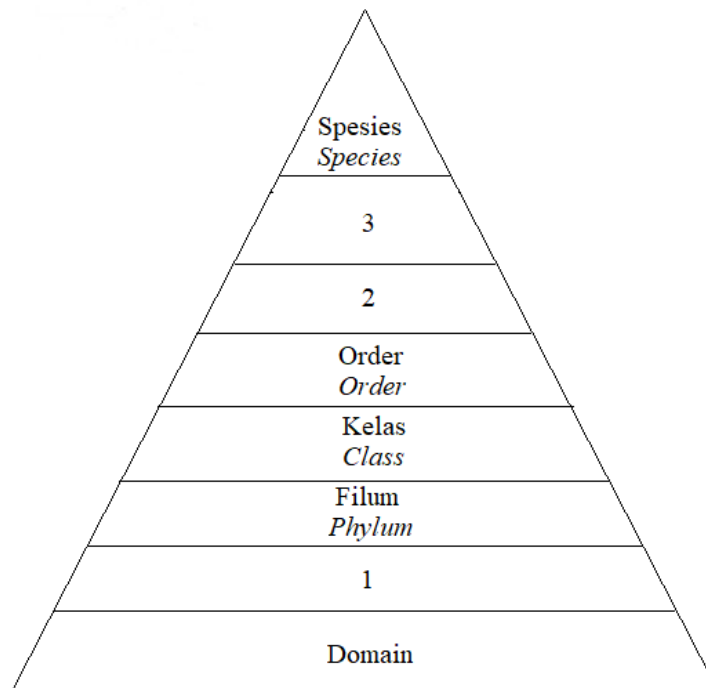 Spesies
Species
3
2
Order
Order
Kelas
Class
Filum
Phylum
1
Domain